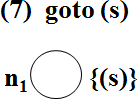 (7) goto (s)
n₁ {(s)}